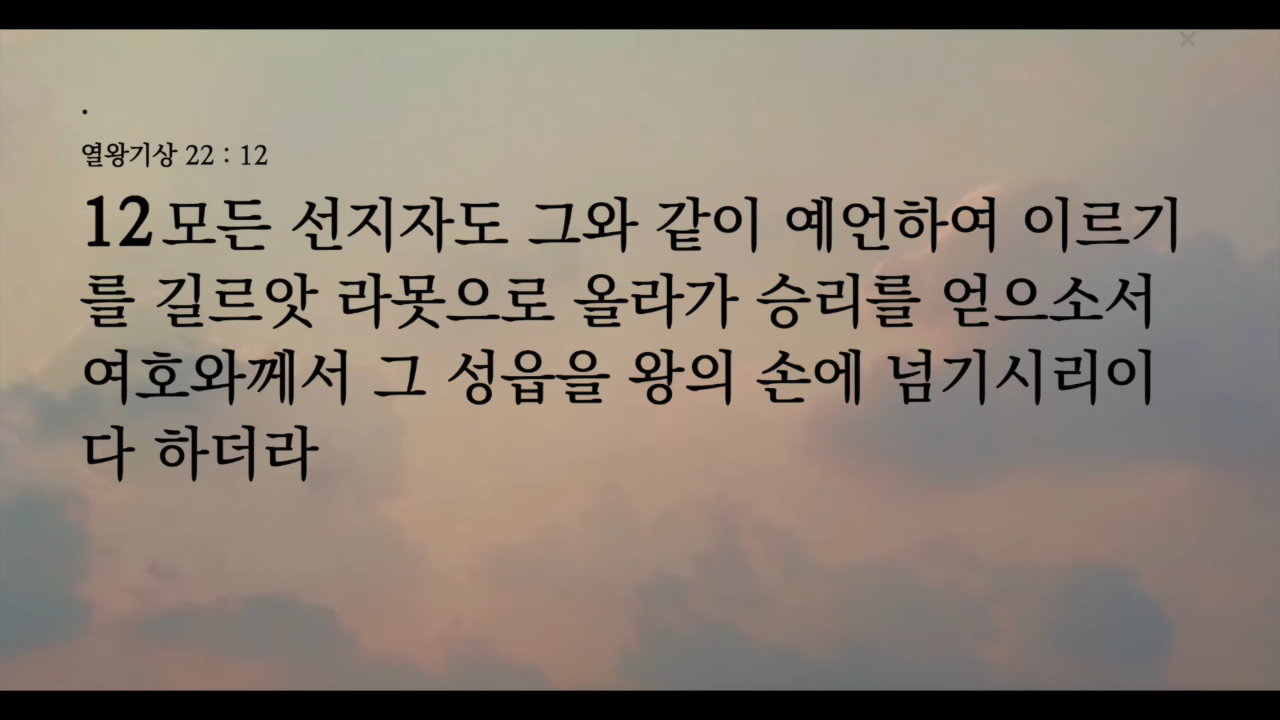 .
열왕기상 22 : 12
12 모든 선지자도 그와 같이 예언하여 이르기
를 길르앗 라못으로 올라가 승리를 얻으소서
여호와께서 그 성읍을 왕의 손에 넘기시리이
다 하더라